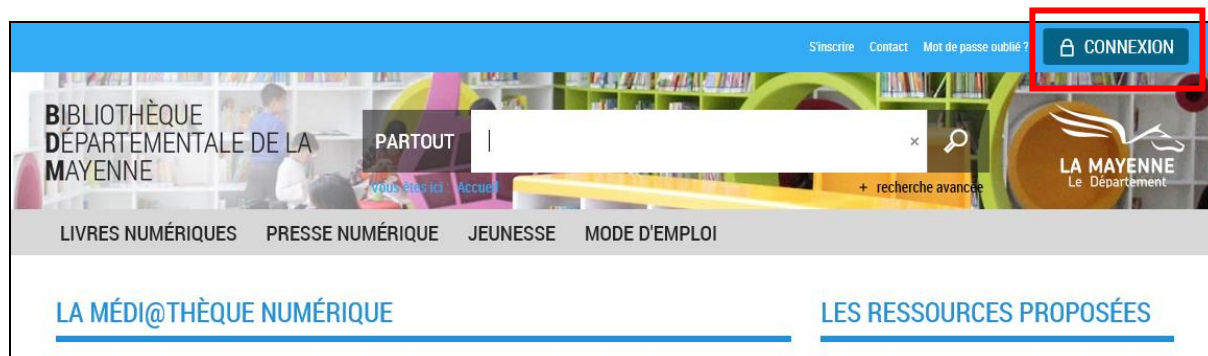 S'inscrire Contact Mot de passe oublié ? CONNEXION
BIBLIOTHÈQUE
DÉPARTEMENTALE DE LA
MAYENNE
PARTOUT ×
Vous êtes ici : Accueil + recherche avancée
LA MAYENNE
Le Département
LIVRES NUMÉRIQUES PRESSE NUMÉRIQUE JEUNESSE MODE D'EMPLOI
LA MÉDI@THÈQUE NUMÉRIQUE LES RESSOURCES PROPOSÉES